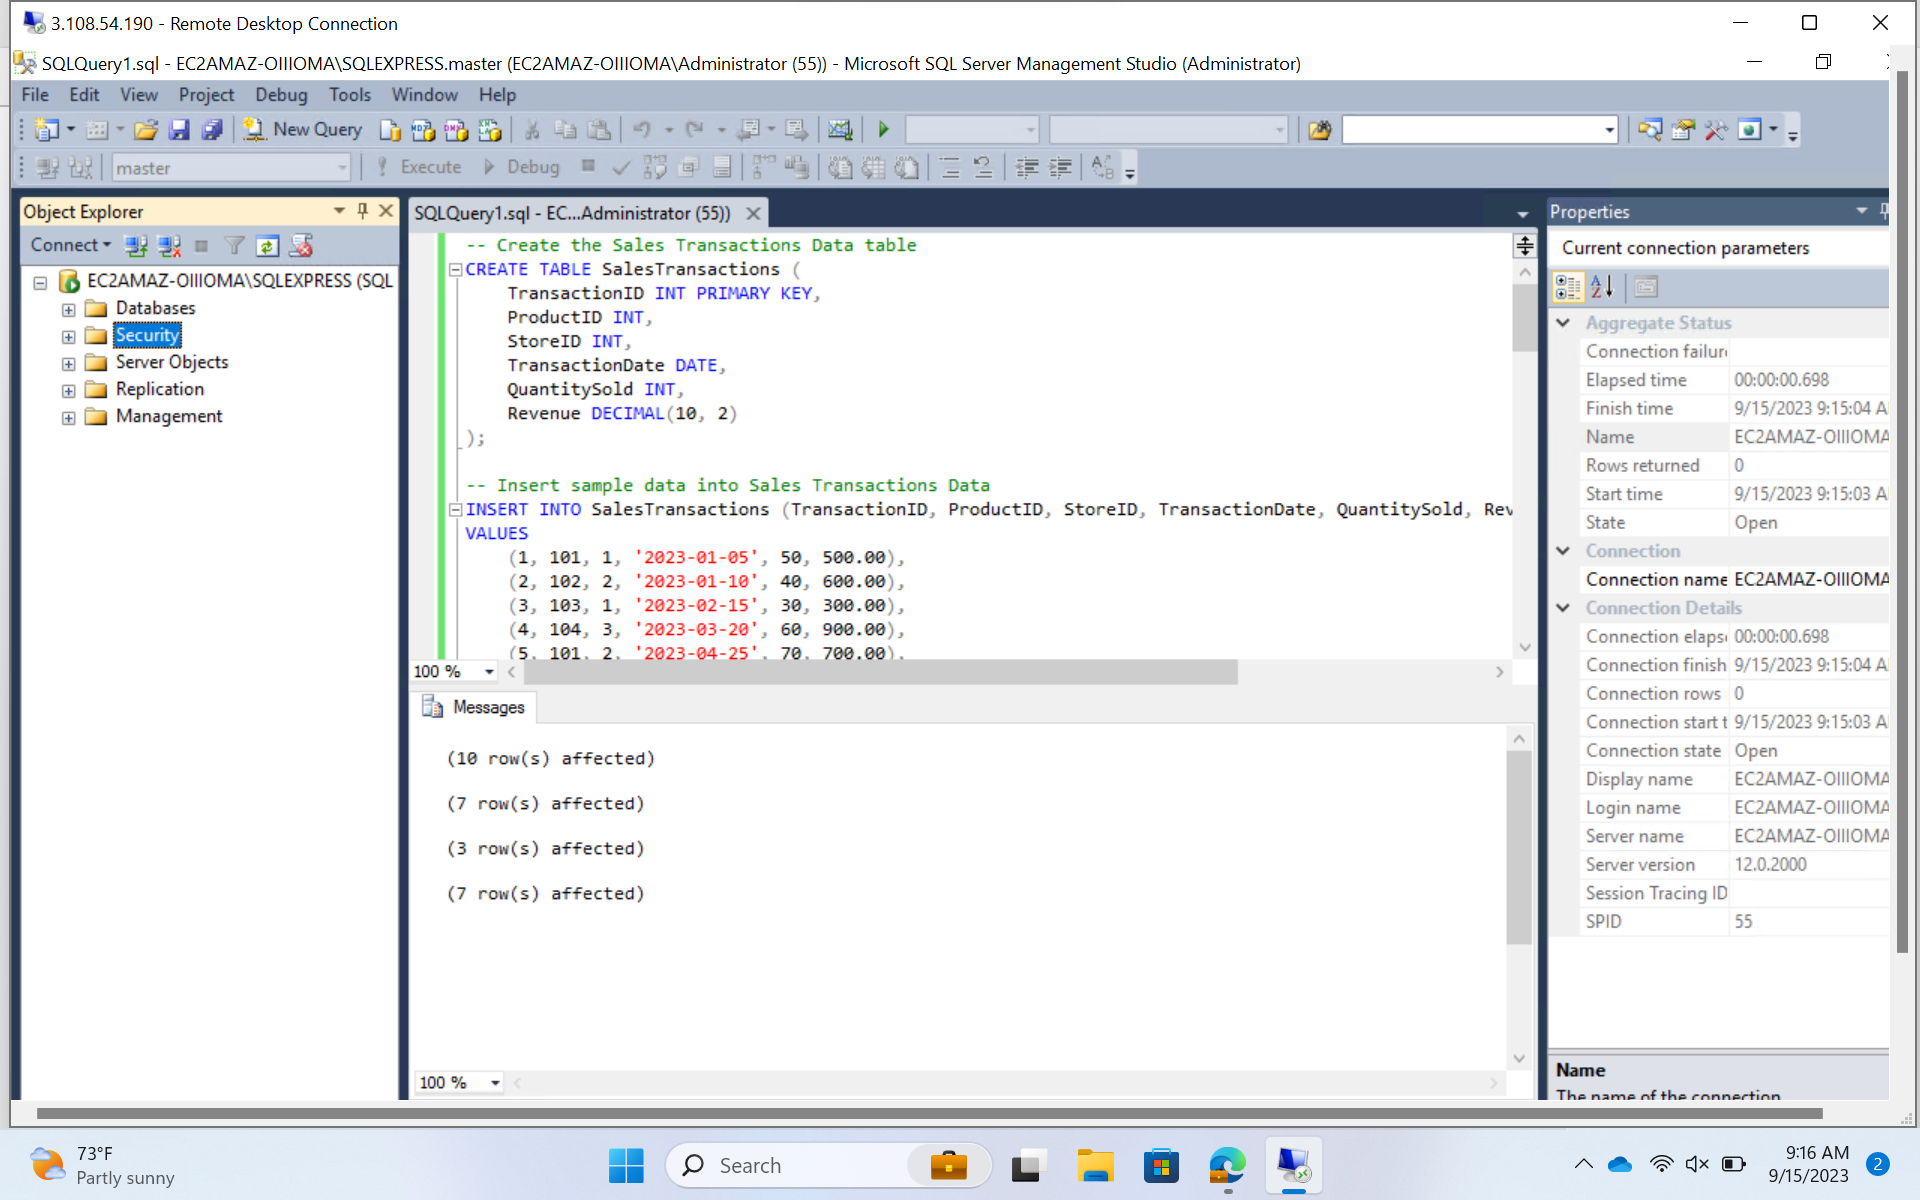 3.108.54.190 - Remote Desktop Connection
SQLQuery1.sql - EC2AMAZ-OIIIOMA\SQLEXPRESS.master (EC2AMAZ-OIIIOMA\Administrator (55)) - Microsoft SQL Server Management Studio (Administrator)
File Edit View Project Debug Tools Window Help
New Query
master Execute Debug
Object Explorer
Connect
EC2AMAZ-OIIIOMA\SQLEXPRESS (SQL
Databases
Security
Server Objects
Replication
Management
SQLQuery1.sql - EC...Administrator (55))
-- Create the Sales Transactions Data table
CREATE TABLE SalesTransactions (
TransactionID INT PRIMARY KEY,
ProductID INT,
StoreID INT,
TransactionDate DATE,
QuantitySold INT,
Revenue DECIMAL(10, 2)
);
-- Insert sample data into Sales Transactions Data
INSERT INTO SalesTransactions (TransactionID, ProductID, StoreID, TransactionDate, QuantitySold, Rev
VALUES
(1, 101, 1, '2023-01-05', 50, 500.00),
(2, 102, 2, '2023-01-10', 40, 600.00),
(3, 103, 1, '2023-02-15', 30, 300.00),
(4, 104, 3, '2023-03-20', 60, 900.00),
(5, 101, 2, '2023-04-25', 70, 700.00),
100 %
Messages
(10 row(s) affected)
(7 row(s) affected)
(3 row(s) affected)
(7 row(s) affected)
100 %
Properties
Current connection parameters
Aggregate Status
Connection failur
Elapsed time 00:00:00.698
Finish time 9/15/2023 9:15:04 A
Name EC2AMAZ-OIIIOMA
Rows returned 0
Start time 9/15/2023 9:15:03 A
State Open
Connection
Connection name EC2AMAZ-OIIIOMA
Connection Details
Connection elaps 00:00:00.698
Connection finish 9/15/2023 9:15:04 A
Connection rows 0
Connection start t 9/15/2023 9:15:03 A
Connection state Open
Display name EC2AMAZ-OIIIOMA
Login name EC2AMAZ-OIIIOMA
Server name EC2AMAZ-OIIIOMA
Server version 12.0.2000
Session Tracing ID
SPID 55
Name
The name of the connection
73°F
Partly sunny
Search
9:16 AM
9/15/2023
2